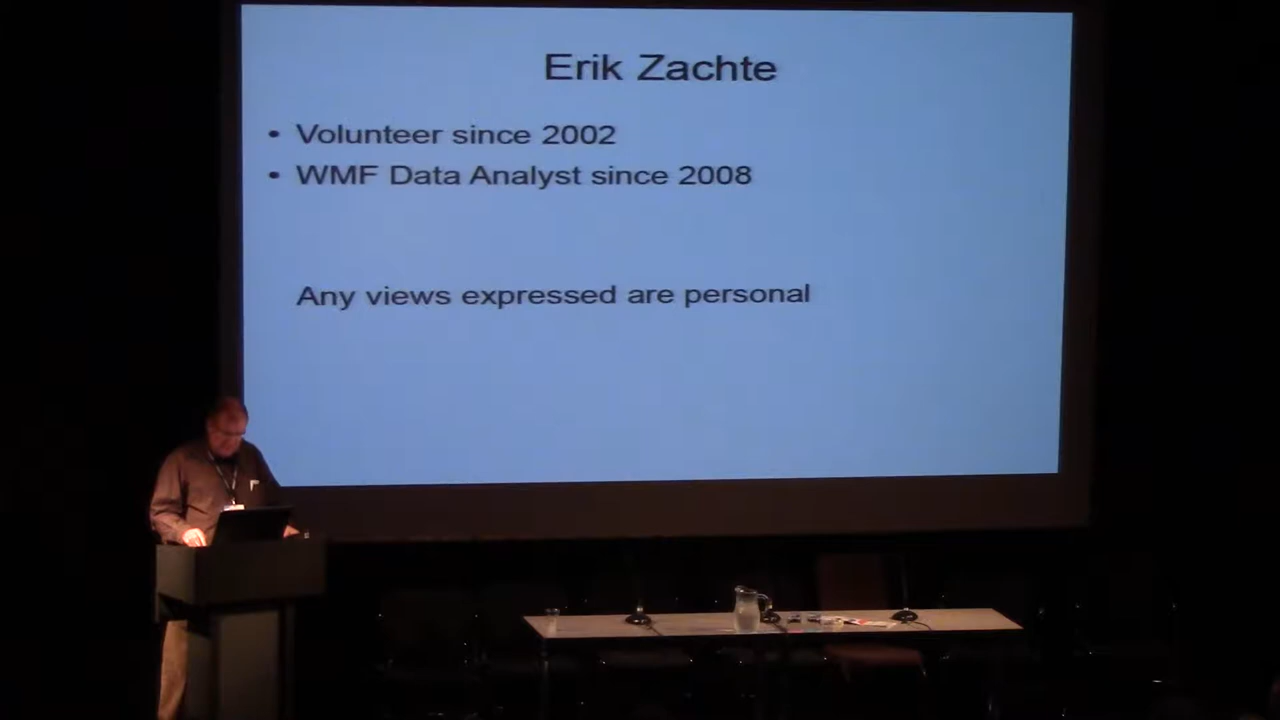 Erik Zachte
• Volunteer since 2002
• WMF Data Analyst since 2008
Any views expressed are personal